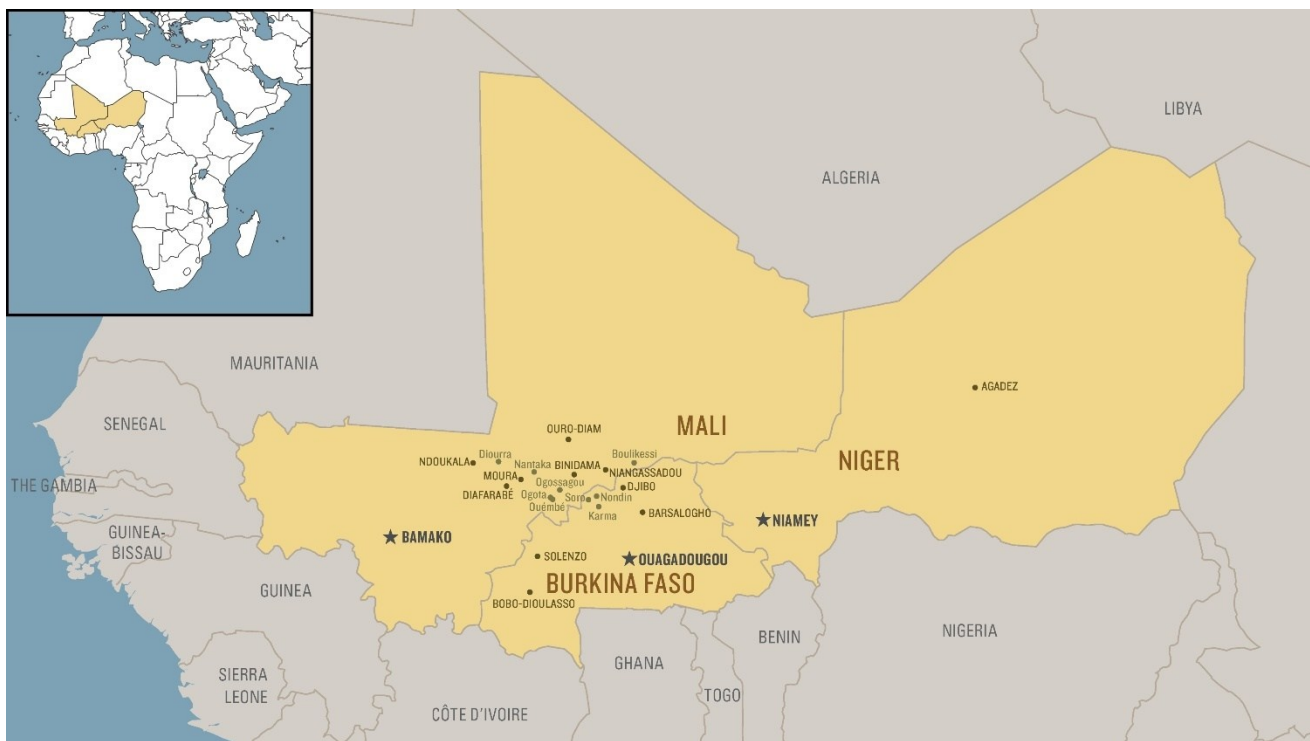 LIBYA
ALGERIA
MAURITANIA
AGADEZ
SENEGAL
MALI
OURO-DIAM
NIGER
NDOUKALA
Diourra
Boulikessi
Nantaka
BINIDAMA
NIANGASSADOU
MOURA
THE GAMBIA
DIAFARABÉ
Ogossagou
DJIBO
Ogota
Soro
Nondin
Ouémbé
Karma
BARSALOGHO
NIAMEY
GUINEA-
BISSAU
BAMAKO
SOLENZO
OUAGADOUGOU
BURKINA FASO
GUINEA
BOBO-DIOULASSO
BENIN
NIGERIA
GHANA
SIERRA
LEONE
TOGO
CÔTE D'IVOIRE